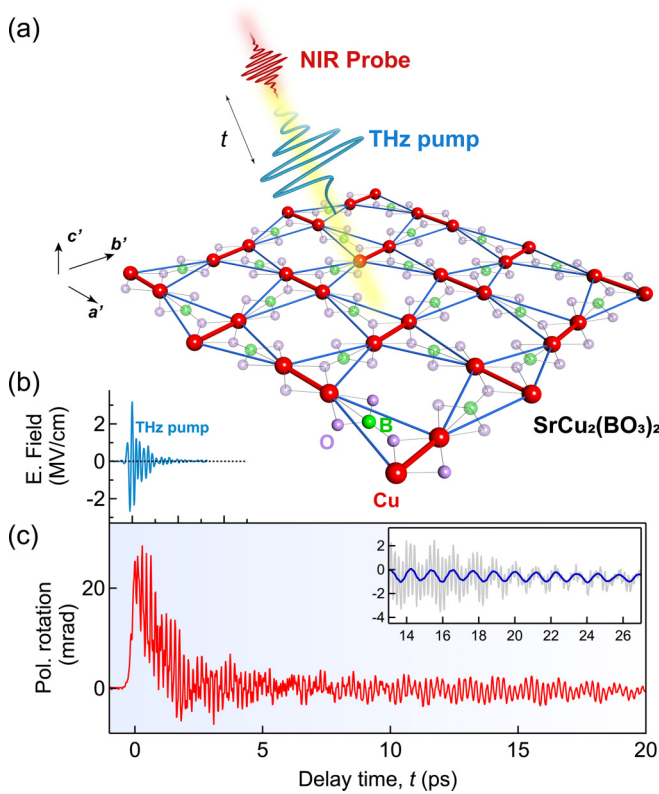 (a)
NIR Probe
t
THz pump
c'
b'
a'
(b)
THz pump
E. Field
(MV/cm)
2
0
-2
O
B
Cu
SrCu₂(BO₃)₂
(c)
Pol. rotation
(mrad)
20
0
2
0
-2
-4
14 16 18 20 22 24 26
0 5 10 15 20
Delay time, t (ps)